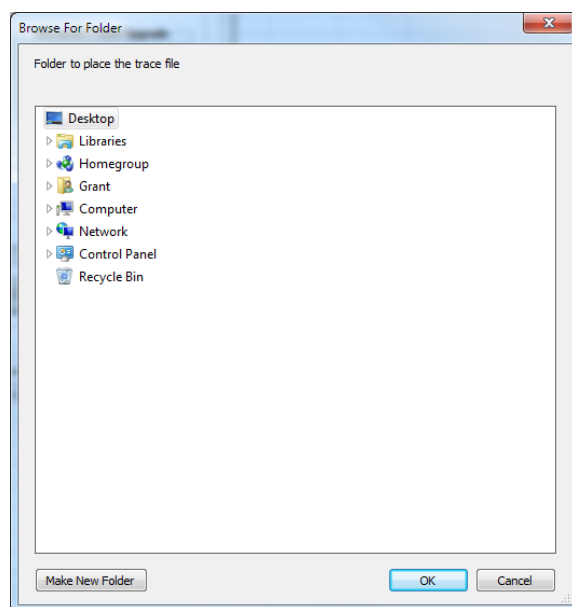 Browse For Folder
Folder to place the trace file
Desktop
Libraries
Homegroup
Grant
Computer
Network
Control Panel
Recycle Bin
Make New Folder
OK
Cancel